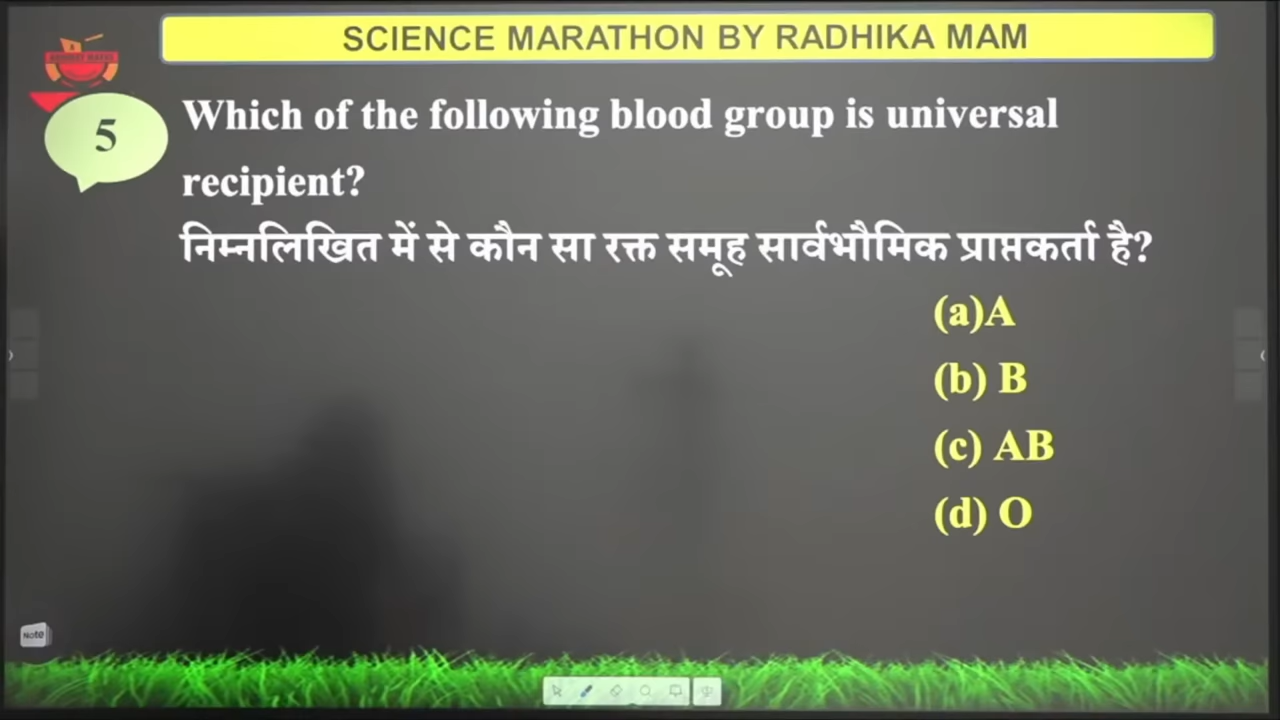 SCIENCE MARATHON BY RADHIKA MAM
5
Which of the following blood group is universal
recipient?
निम्नलिखित में से कौन सा रक्त समूह सार्वभौमिक प्राप्तकर्ता है?
(a)A
(b) B
(c) AB
(d) O
Note